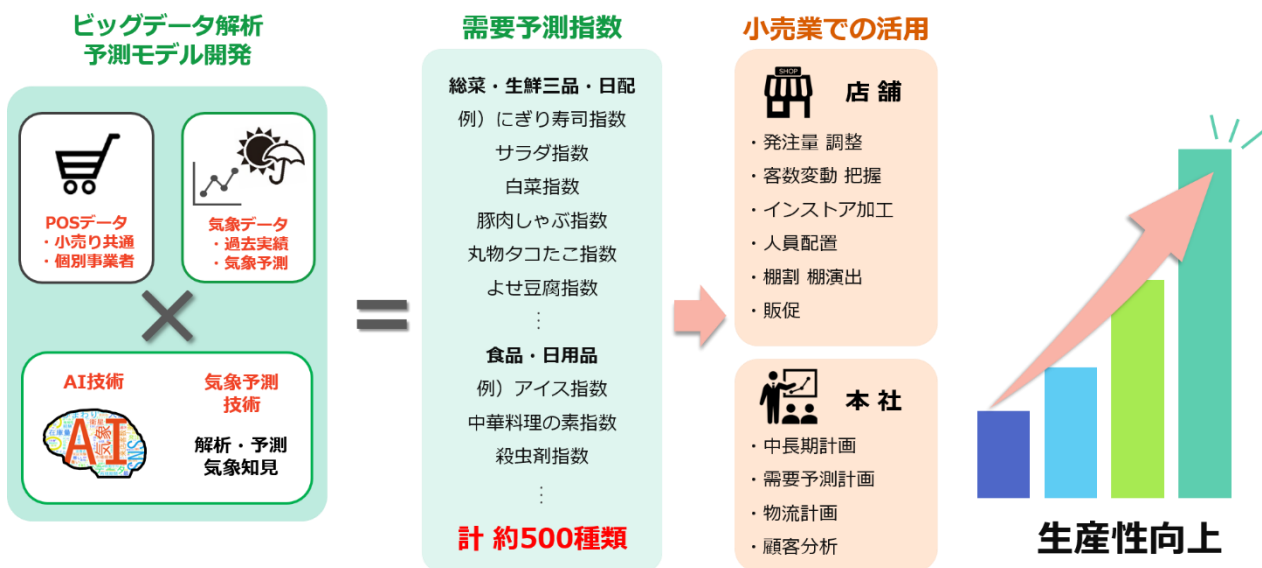 ビッグデータ解析
予測モデル開発
POSデータ
・小売り共通
・個別事業者
気象データ
・過去実績
・気象予測
×
AI技術
AI
気象予測
技術
解析・予測
気象知見
=
需要予測指数
総菜・生鮮三品・日配
例）にぎり寿司指数
サラダ指数
白菜指数
豚肉しゃぶ指数
丸物タコたこ指数
よせ豆腐指数
⋮
食品・日用品
例）アイス指数
中華料理の素指数
殺虫剤指数
⋮
計 約500種類
小売業での活用
SHOP
店舗
・発注量 調整
・客数変動 把握
・インストア加工
・人員配置
・棚割 棚演出
・販促
本社
・中長期計画
・需要予測計画
・物流計画
・顧客分析
生産性向上